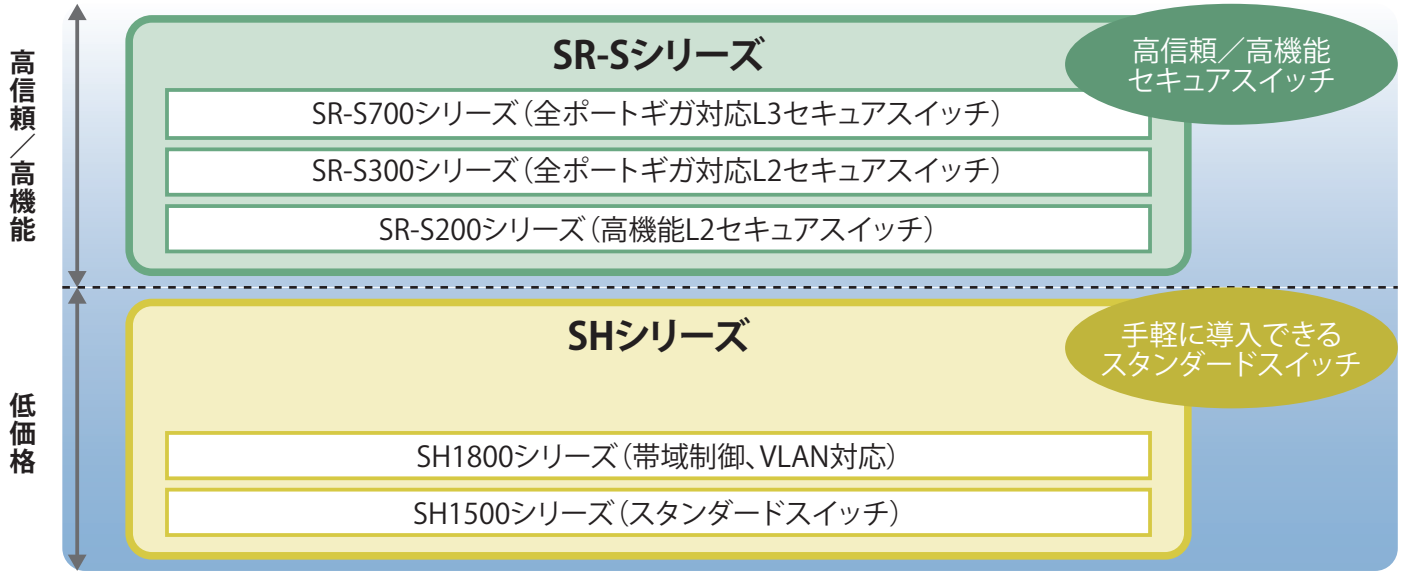 高信頼／高機能
SR-Sシリーズ
高信頼／高機能
セキュアスイッチ
SR-S700シリーズ（全ポートギガ対応L3セキュアスイッチ）
SR-S300シリーズ（全ポートギガ対応L2セキュアスイッチ）
SR-S200シリーズ（高機能L2セキュアスイッチ）
低価格
SHシリーズ
手軽に導入できる
スタンダードスイッチ
SH1800シリーズ（帯域制御、VLAN対応）
SH1500シリーズ（スタンダードスイッチ）